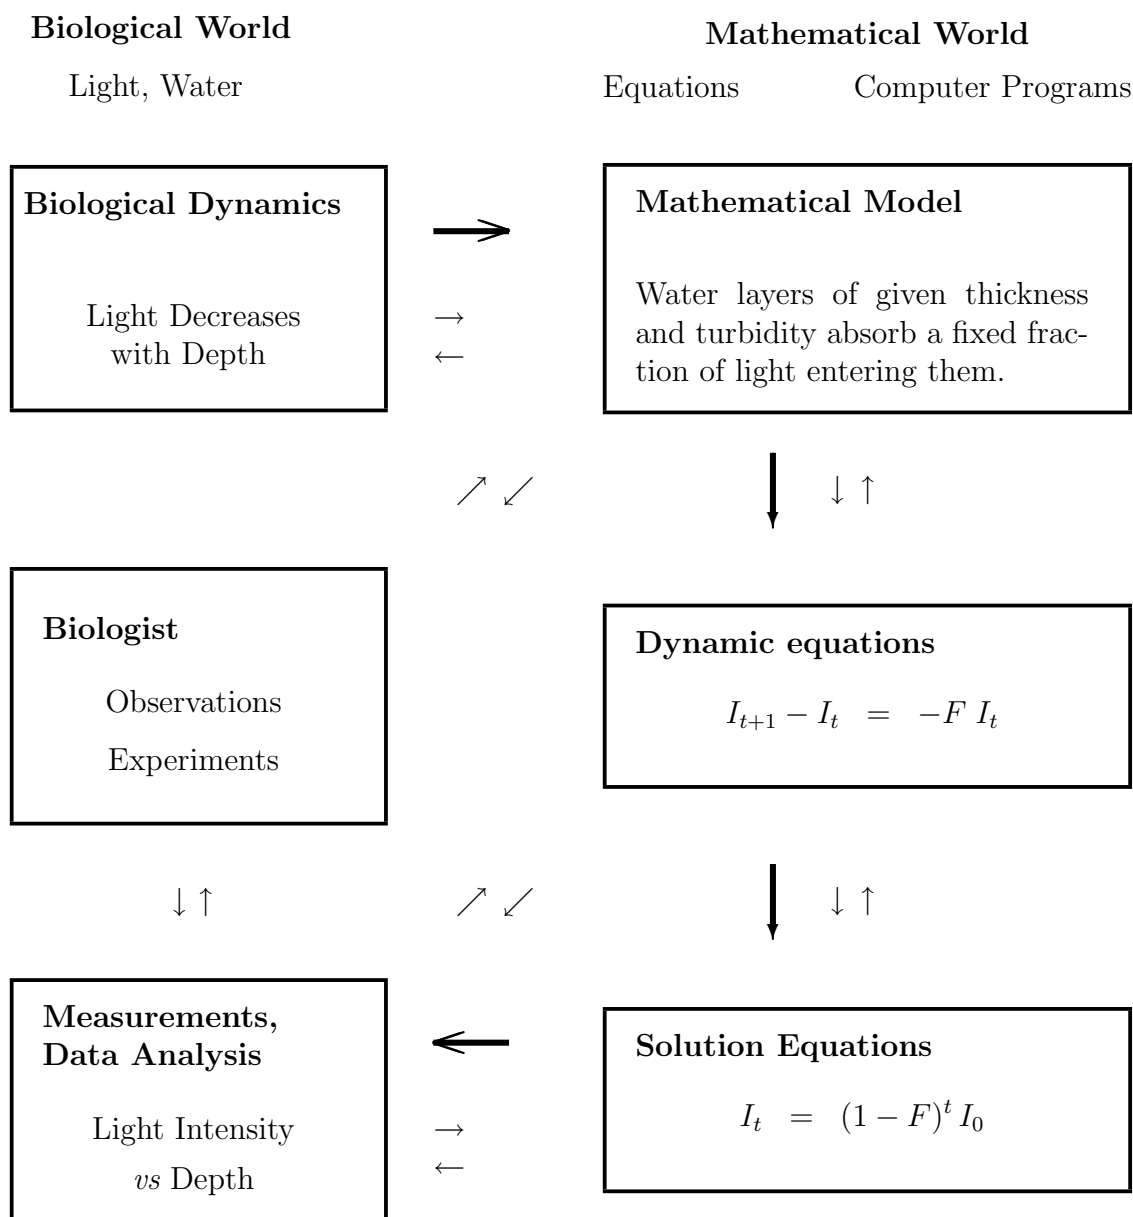 Biological World
Mathematical World
Light, Water
Equations Computer Programs
Biological Dynamics
Light Decreases
with Depth
→
←
Mathematical Model
Water layers of given thickness
and turbidity absorb a fixed frac-
tion of light entering them.
↗ ↙
↓ ↑
Biologist
Observations
Experiments
Dynamic equations
I_{t+1} − I_t = −F I_t
↓ ↑
↗ ↙
↓ ↑
Measurements,
Data Analysis
Light Intensity
vs Depth
→
←
Solution Equations
I_t = (1 − F)^t I_0